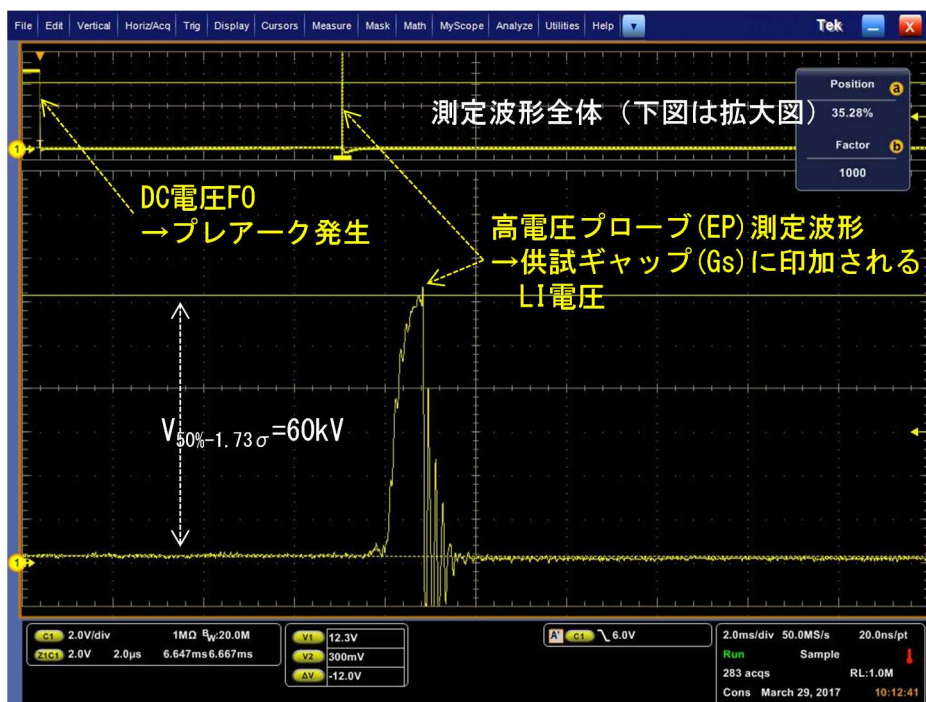 File Edit Vertical Horiz/Acq Trig Display Cursors Measure Mask Math MyScope Analyze Utilities Help Tek X
Position a
35.28%
Factor b
1000
測定波形全体（下図は拡大図）
1
DC電圧FO
→プレアーク発生
高電圧プローブ(EP)測定波形
→供試ギャップ(Gs)に印加される
LI電圧
V50%-1.73σ=60kV
1
C1 2.0V/div 1MΩ BW:20.0M
Z1C1 2.0V 2.0μs 6.647ms 6.667ms
V1 12.3V
V2 300mV
ΔV -12.0V
A' C1 6.0V
2.0ms/div 50.0MS/s 20.0ns/pt
Run Sample
283 acqs RL:1.0M
Cons March 29, 2017 10:12:41